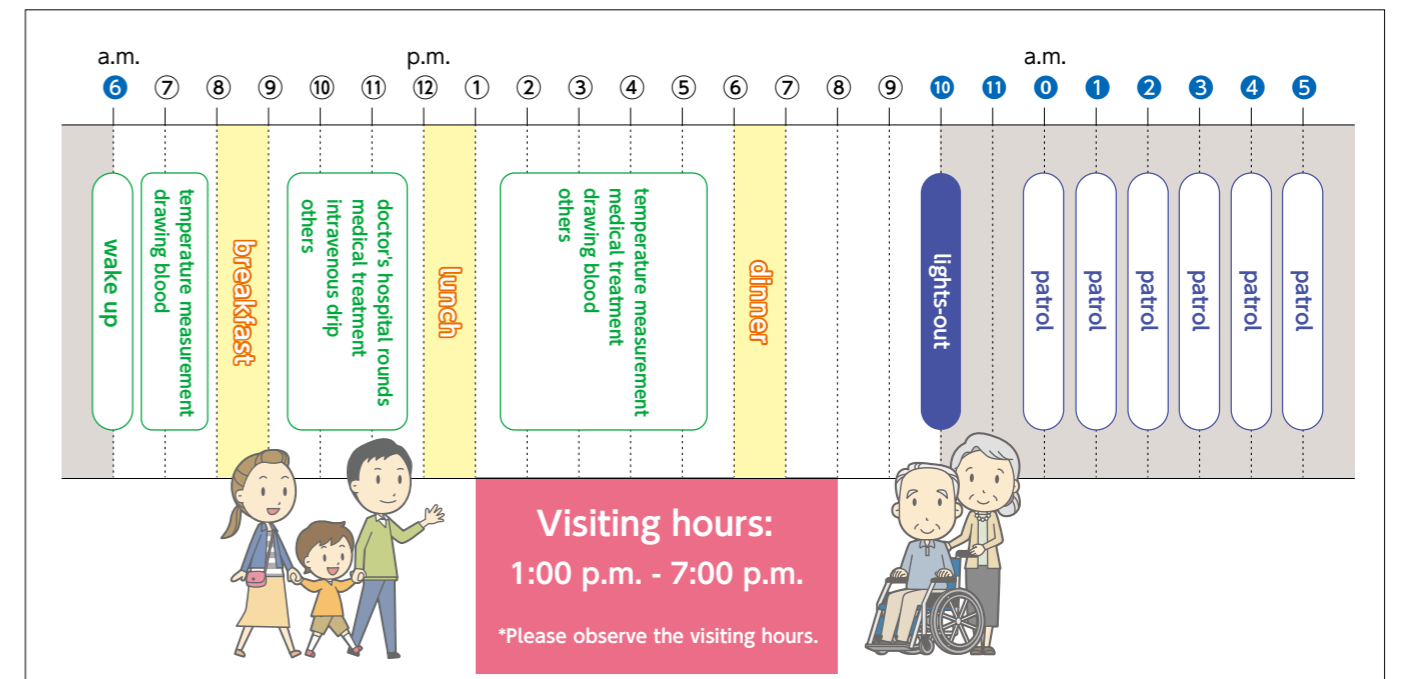 a.m. p.m. a.m.
⑥ ⑦ ⑧ ⑨ ⑩ ⑪ ⑫ ① ② ③ ④ ⑤ ⑥ ⑦ ⑧ ⑨ ⑩ ⑪ ⓪ ① ② ③ ④ ⑤
wake up
temperature measurement
drawing blood
breakfast
doctor's hospital rounds
medical treatment
intravenous drip
others
lunch
temperature measurement
medical treatment
drawing blood
others
dinner
lights-out
patrol
patrol
patrol
patrol
patrol
patrol
Visiting hours:
1:00 p.m. - 7:00 p.m.
*Please observe the visiting hours.